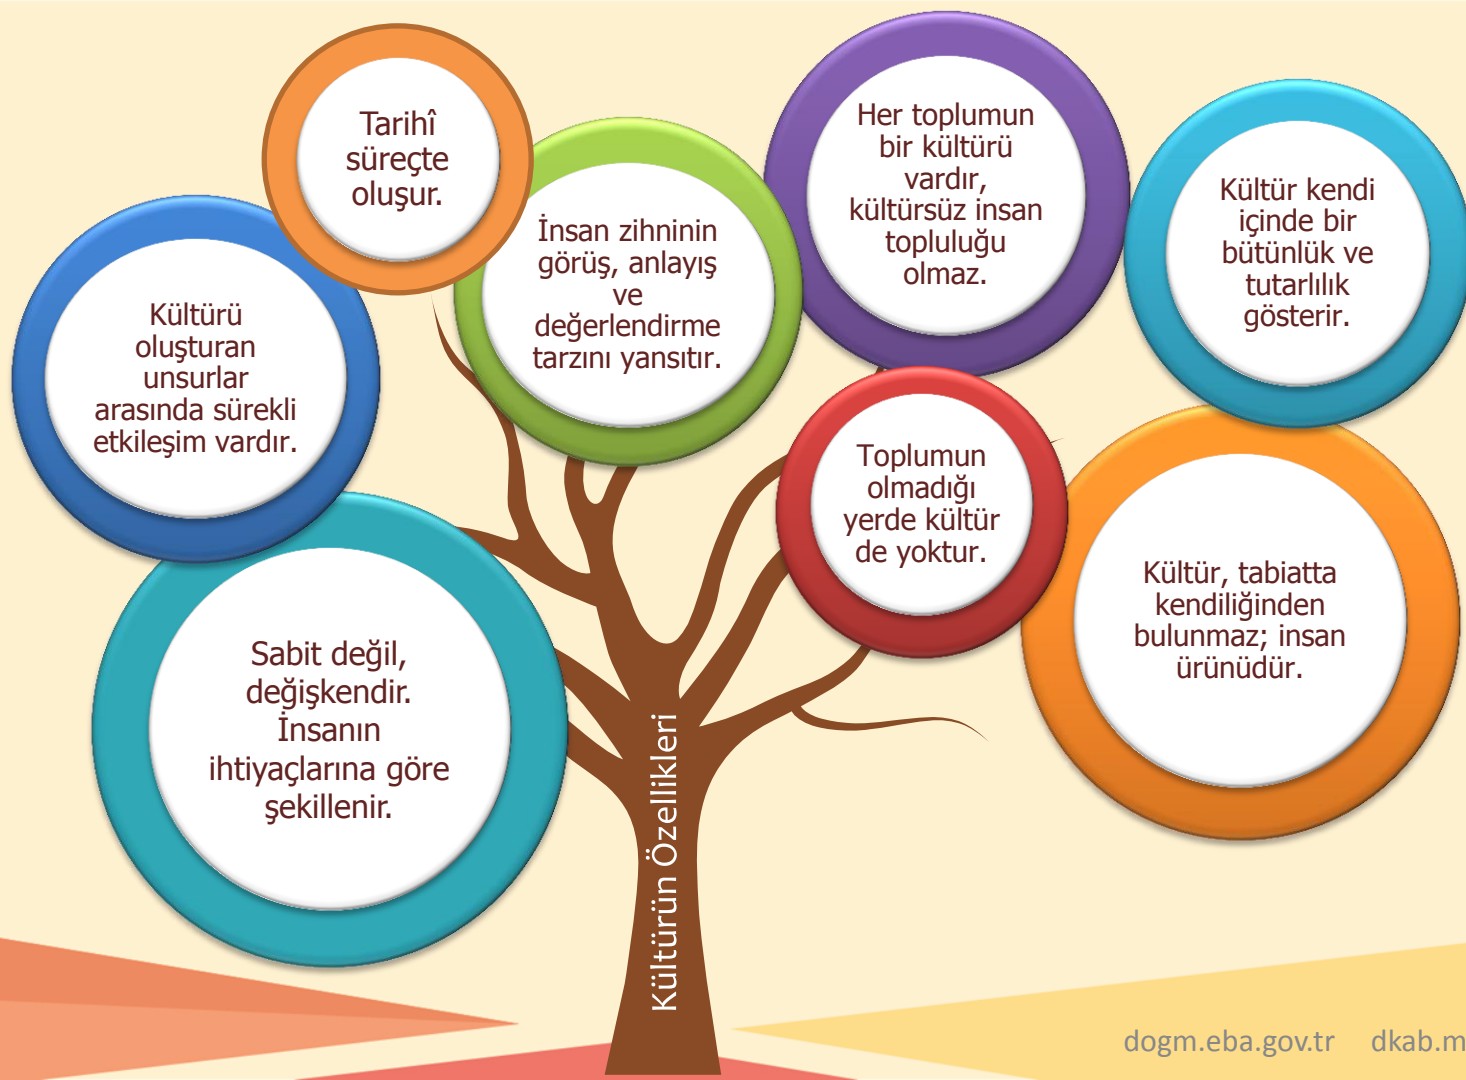 Tarihî
süreçte
oluşur.
İnsan zihninin
görüş, anlayış
ve
değerlendirme
tarzını yansıtır.
Her toplumun
bir kültürü
vardır,
kültürsüz insan
topluluğu
olmaz.
Kültür kendi
içinde bir
bütünlük ve
tutarlılık
gösterir.
Kültürü
oluşturan
unsurlar
arasında sürekli
etkileşim vardır.
Toplumun
olmadığı
yerde kültür
de yoktur.
Kültür, tabiatta
kendiliğinden
bulunmaz; insan
ürünüdür.
Sabit değil,
değişkendir.
İnsanın
ihtiyaçlarına göre
şekillenir.
Kültürün Özellikleri
dogm.eba.gov.tr dkab.m